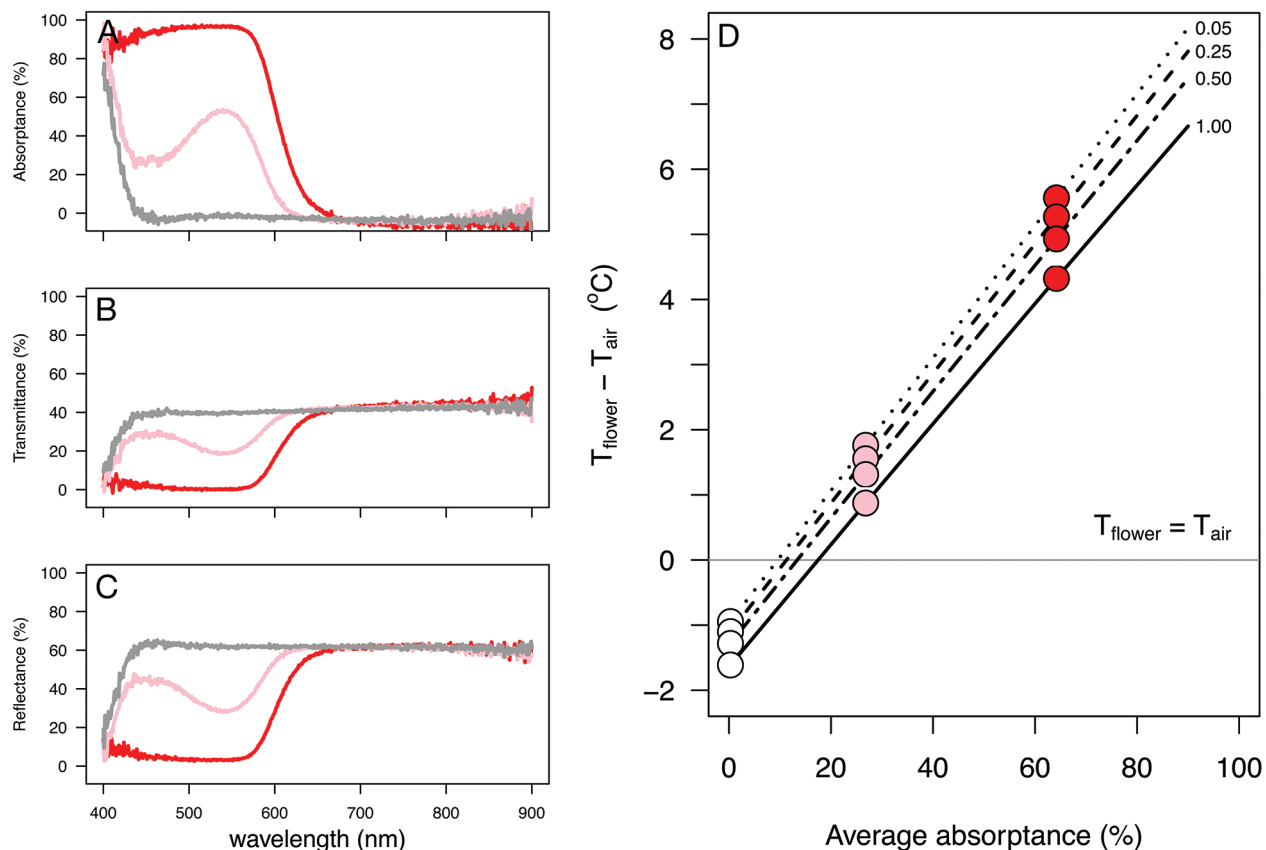 A
Absorptance (%)
100
80
60
40
20
0
B
Transmittance (%)
100
80
60
40
20
0
C
Reflectance (%)
100
80
60
40
20
0
400 500 600 700 800 900
wavelength (nm)
D
T_flower − T_air (°C)
8
6
4
2
0
−2
0.05
0.25
0.50
1.00
T_flower = T_air
0 20 40 60 80 100
Average absorptance (%)